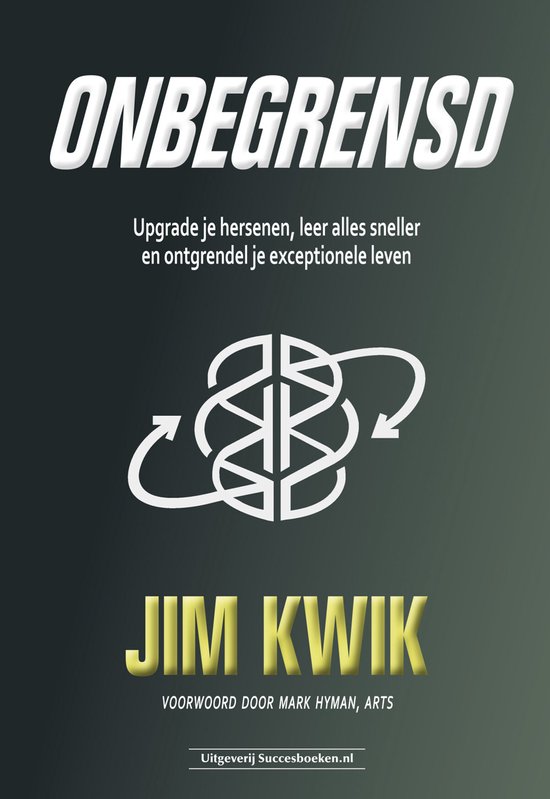 ONBEGRENSD
Upgrade je hersenen, leer alles sneller
en ontgrendel je exceptionele leven
JIM KWIK
VOORWOORD DOOR MARK HYMAN, ARTS
Uitgeverij Succesboeken.nl